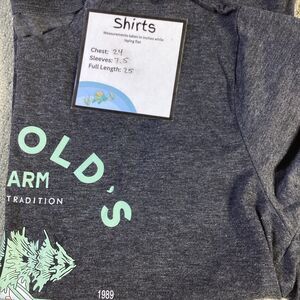 Shirts
Measurements taken in inches while
laying flat
Chest: 24
Sleeves: 7.5
Full Length: 25
OLD'S
ARM
TRADITION
1989